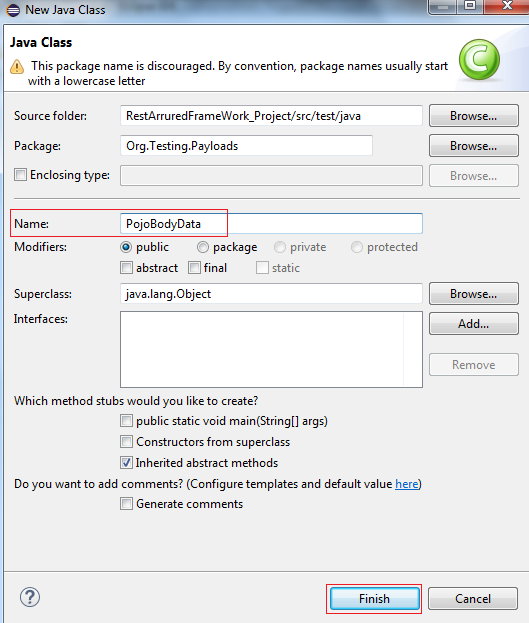 New Java Class
Java Class
This package name is discouraged. By convention, package names usually start
with a lowercase letter
Source folder: RestArruredFrameWork_Project/src/test/java Browse...
Package: Org.Testing.Payloads Browse...
Enclosing type: Browse...
Name: PojoBodyData
Modifiers: public package private protected
abstract final static
Superclass: java.lang.Object Browse...
Interfaces: Add...
Remove
Which method stubs would you like to create?
public static void main(String[] args)
Constructors from superclass
Inherited abstract methods
Do you want to add comments? (Configure templates and default value here)
Generate comments
? Finish Cancel